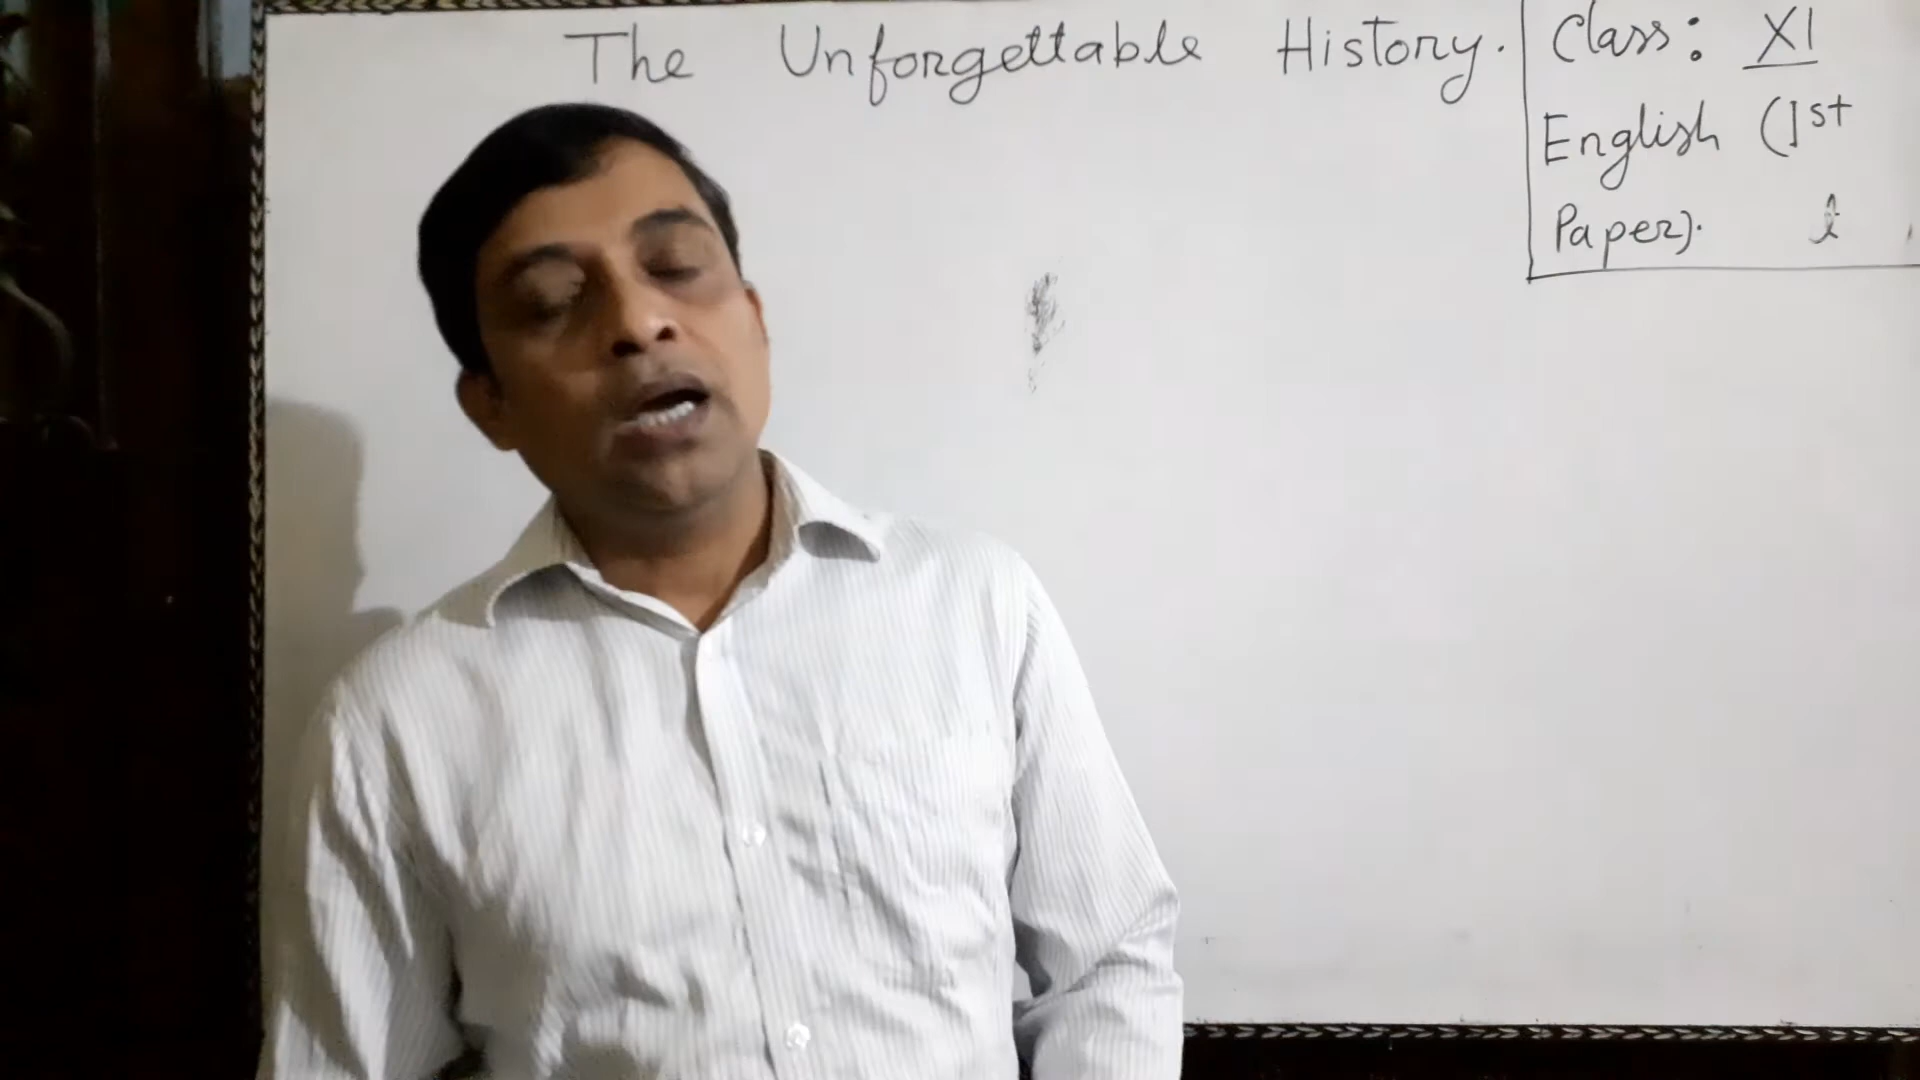 The Unforgettable History.
Class: XI
English (1st
Paper).